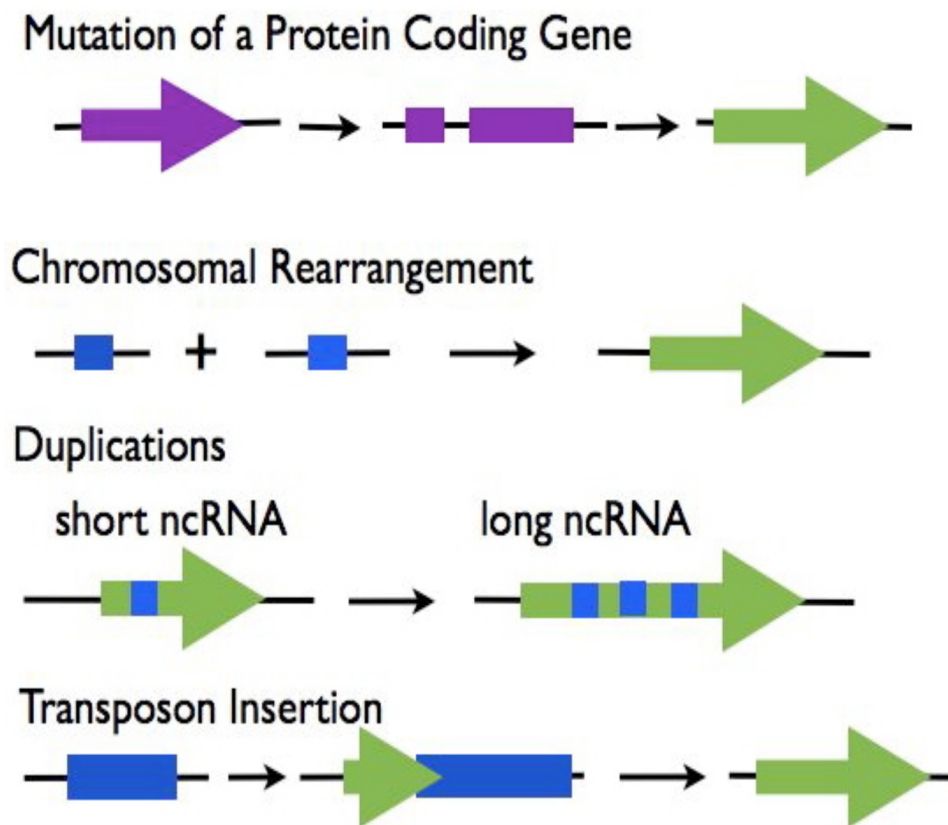 Mutation of a Protein Coding Gene
Chromosomal Rearrangement
+
Duplications
short ncRNA
long ncRNA
Transposon Insertion